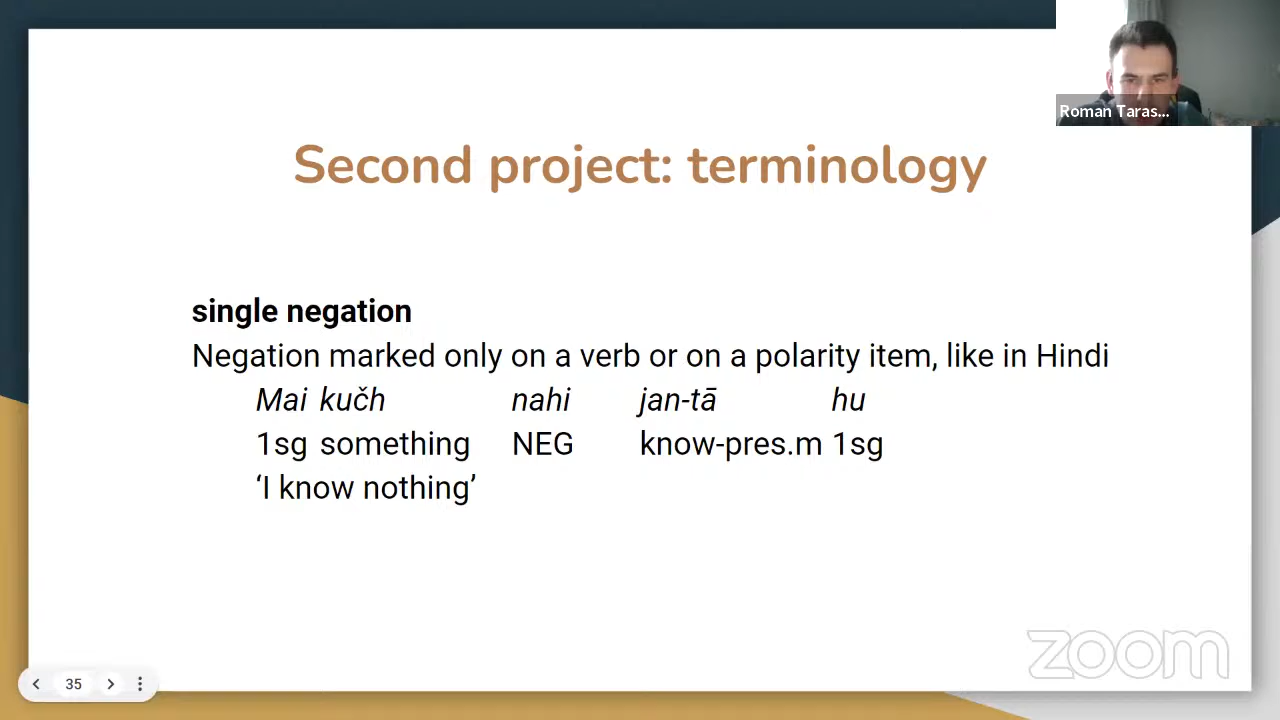 Roman Taras...
Second project: terminology
single negation
Negation marked only on a verb or on a polarity item, like in Hindi
Mai kučh nahi jan-tā hu
1sg something NEG know-pres.m 1sg
‘I know nothing’
zoom
35